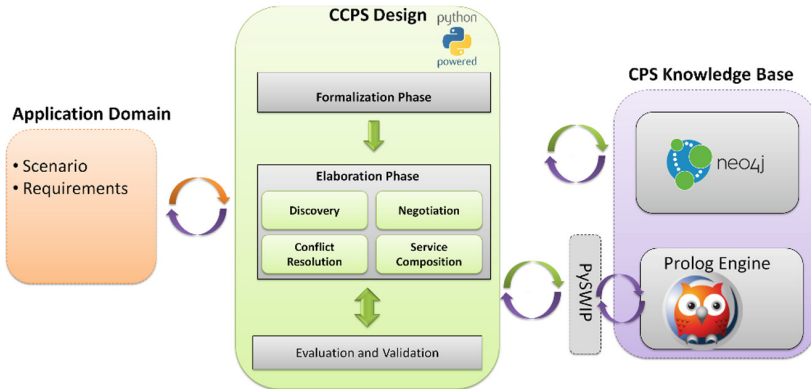 CCPS Design
python
powered
Formalization Phase
Application Domain
• Scenario
• Requirements
Elaboration Phase
Discovery
Negotiation
Conflict
Resolution
Service
Composition
Evaluation and Validation
CPS Knowledge Base
neo4j
PySWIP
Prolog Engine